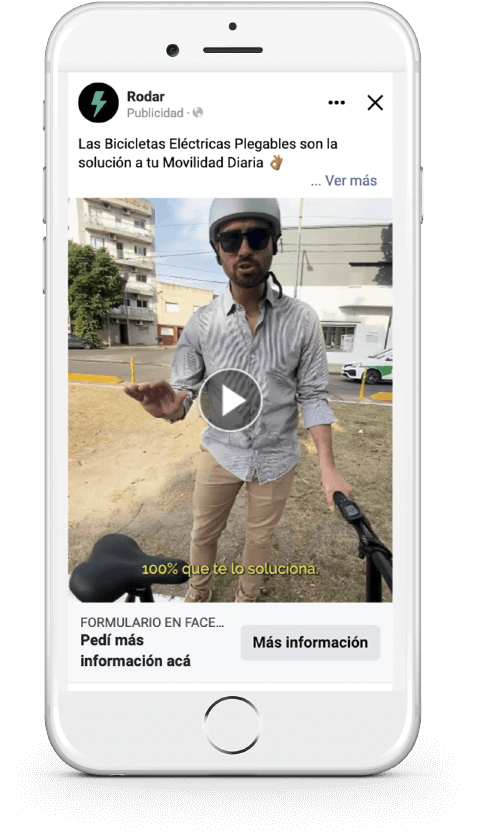 Rodar
Publicidad ·
Las Bicicletas Eléctricas Plegables son la
solución a tu Movilidad Diaria 👌🏽
... Ver más
100% que te lo soluciona.
FORMULARIO EN FACE...
Pedí más
información acá
Más información